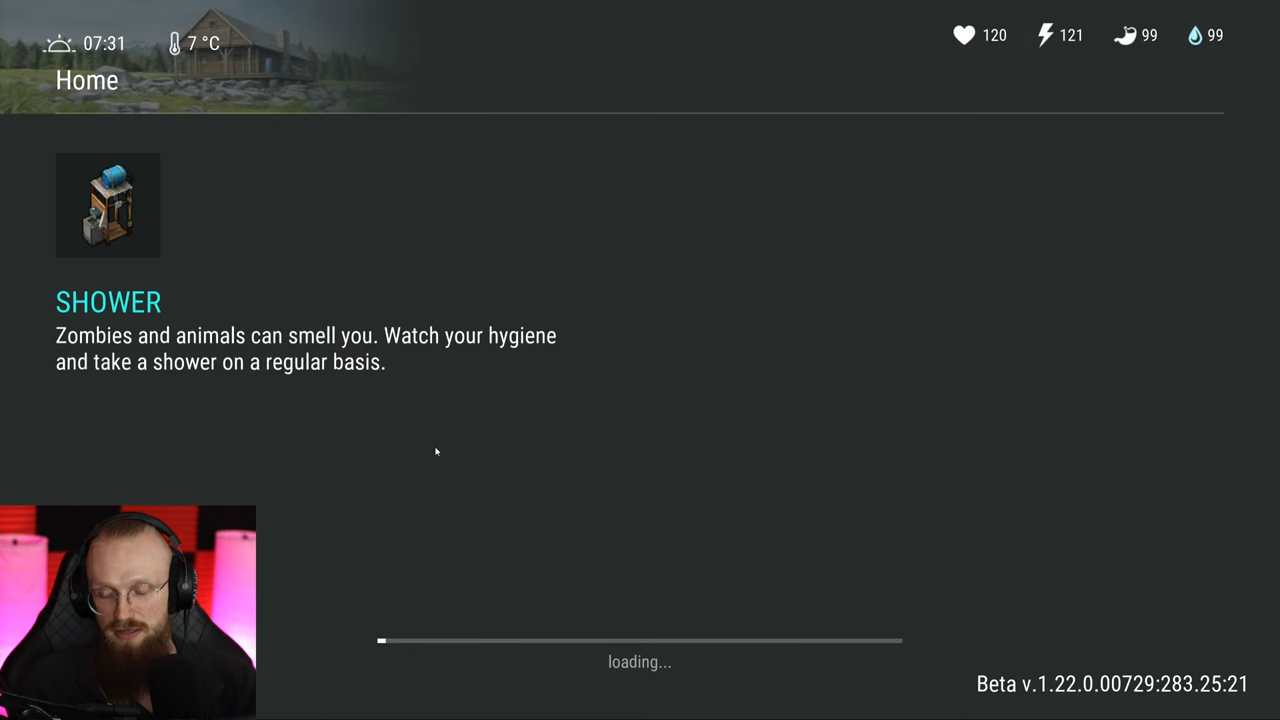 07:31
7 °C
120
121
99
99
Home
SHOWER
Zombies and animals can smell you. Watch your hygiene
and take a shower on a regular basis.
loading...
Beta v.1.22.0.00729:283.25:21